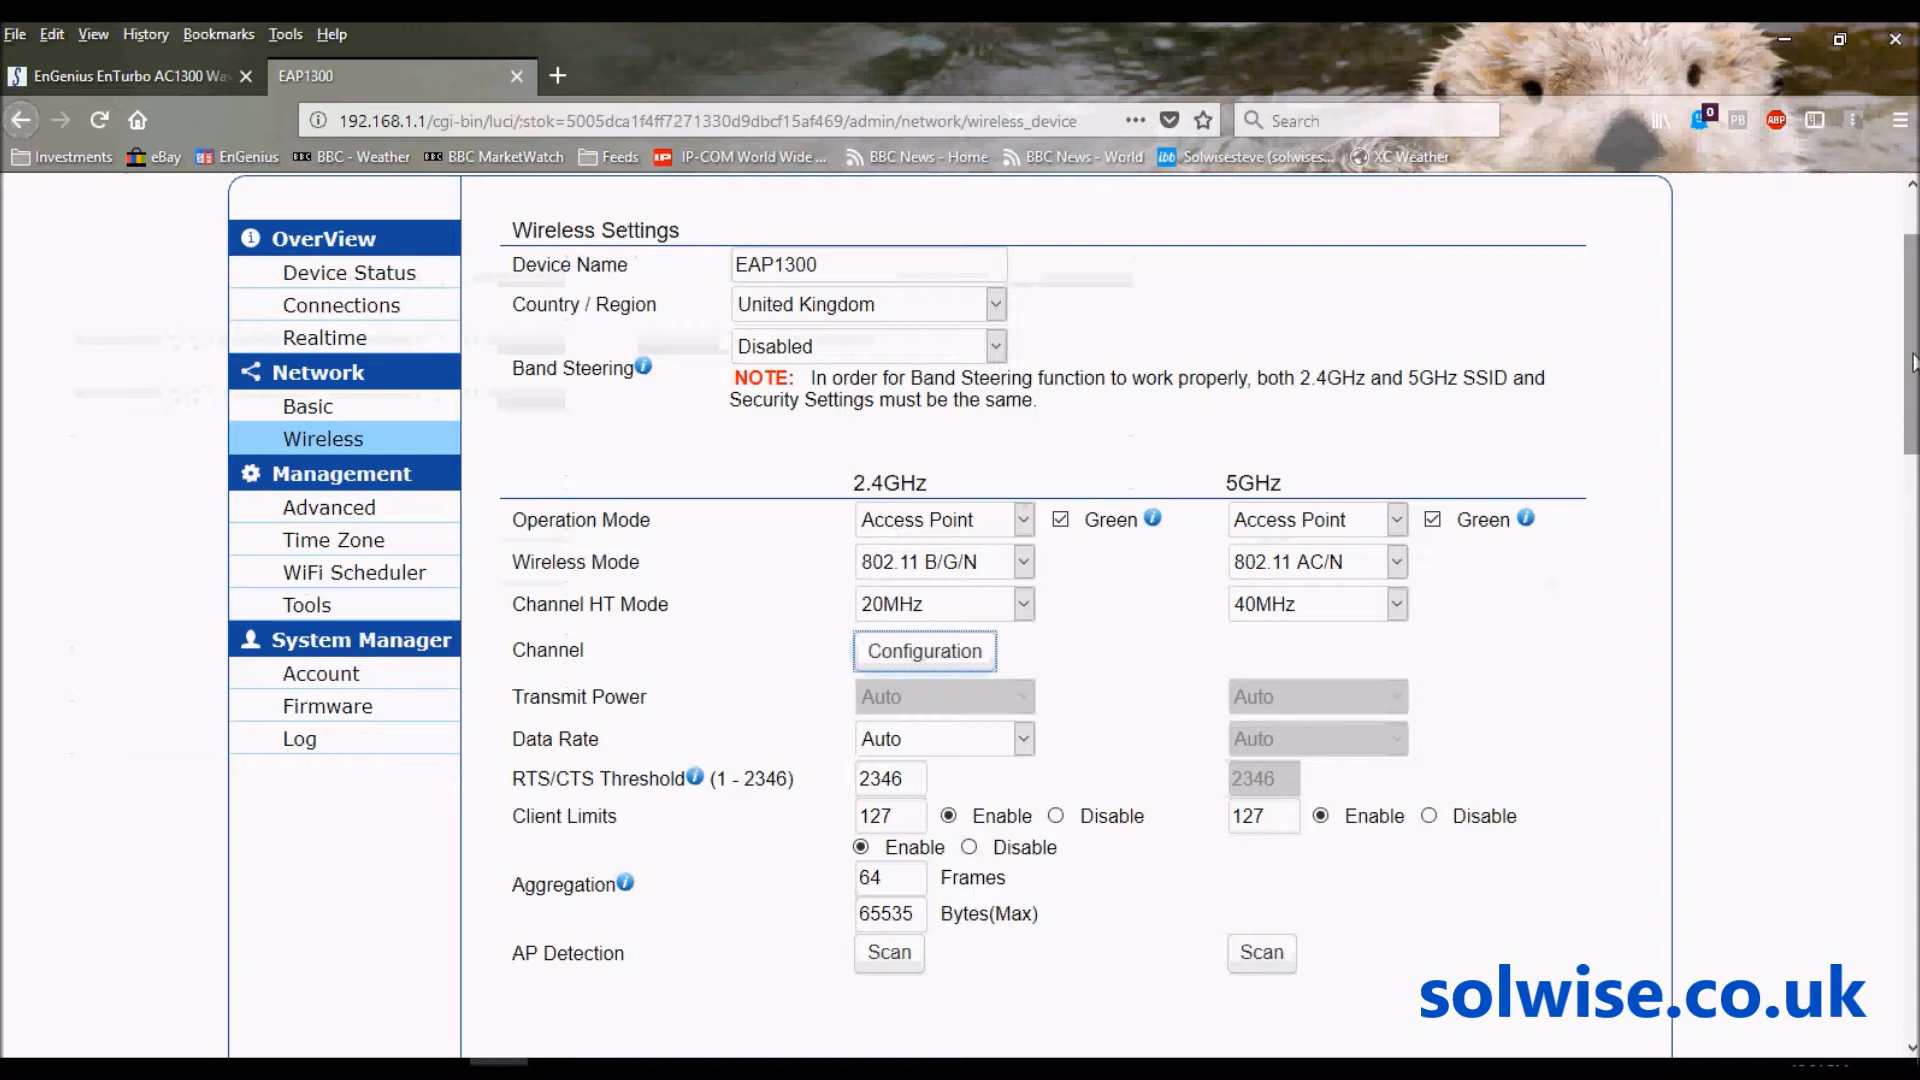 File Edit View History Bookmarks Tools Help
EnGenius EnTurbo AC1300 Wav
EAP1300
192.168.1.1/cgi-bin/luci/;stok=5005dca1f4ff7271330d9dbcf15af469/admin/network/wireless_device
Search
0
PB
ABP
Investments eBay EnGenius BBC - Weather BBC MarketWatch Feeds IP-COM World Wide ... BBC News - Home BBC News - World Solwisesteve (solwises... XC Weather
OverView
Device Status
Connections
Realtime
Network
Basic
Wireless
Management
Advanced
Time Zone
WiFi Scheduler
Tools
System Manager
Account
Firmware
Log
Wireless Settings
Device Name EAP1300
Country / Region United Kingdom
Band Steering Disabled
NOTE: In order for Band Steering function to work properly, both 2.4GHz and 5GHz SSID and
Security Settings must be the same.
2.4GHz 5GHz
Operation Mode Access Point Green Access Point Green
Wireless Mode 802.11 B/G/N 802.11 AC/N
Channel HT Mode 20MHz 40MHz
Channel Configuration
Transmit Power Auto Auto
Data Rate Auto Auto
RTS/CTS Threshold (1 - 2346) 2346 2346
Client Limits 127 Enable Disable 127 Enable Disable
Enable Disable
Aggregation 64 Frames
65535 Bytes(Max)
AP Detection Scan Scan
solwise.co.uk